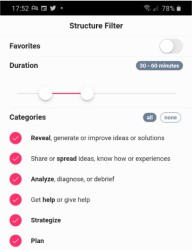 17:52 78%
Structure Filter
Favorites
Duration 30 - 60 minutes
Categories all none
Reveal, generate or improve ideas or solutions
Share or spread ideas, know how or experiences
Analyze, diagnose, or debrief
Get help or give help
Strategize
Plan